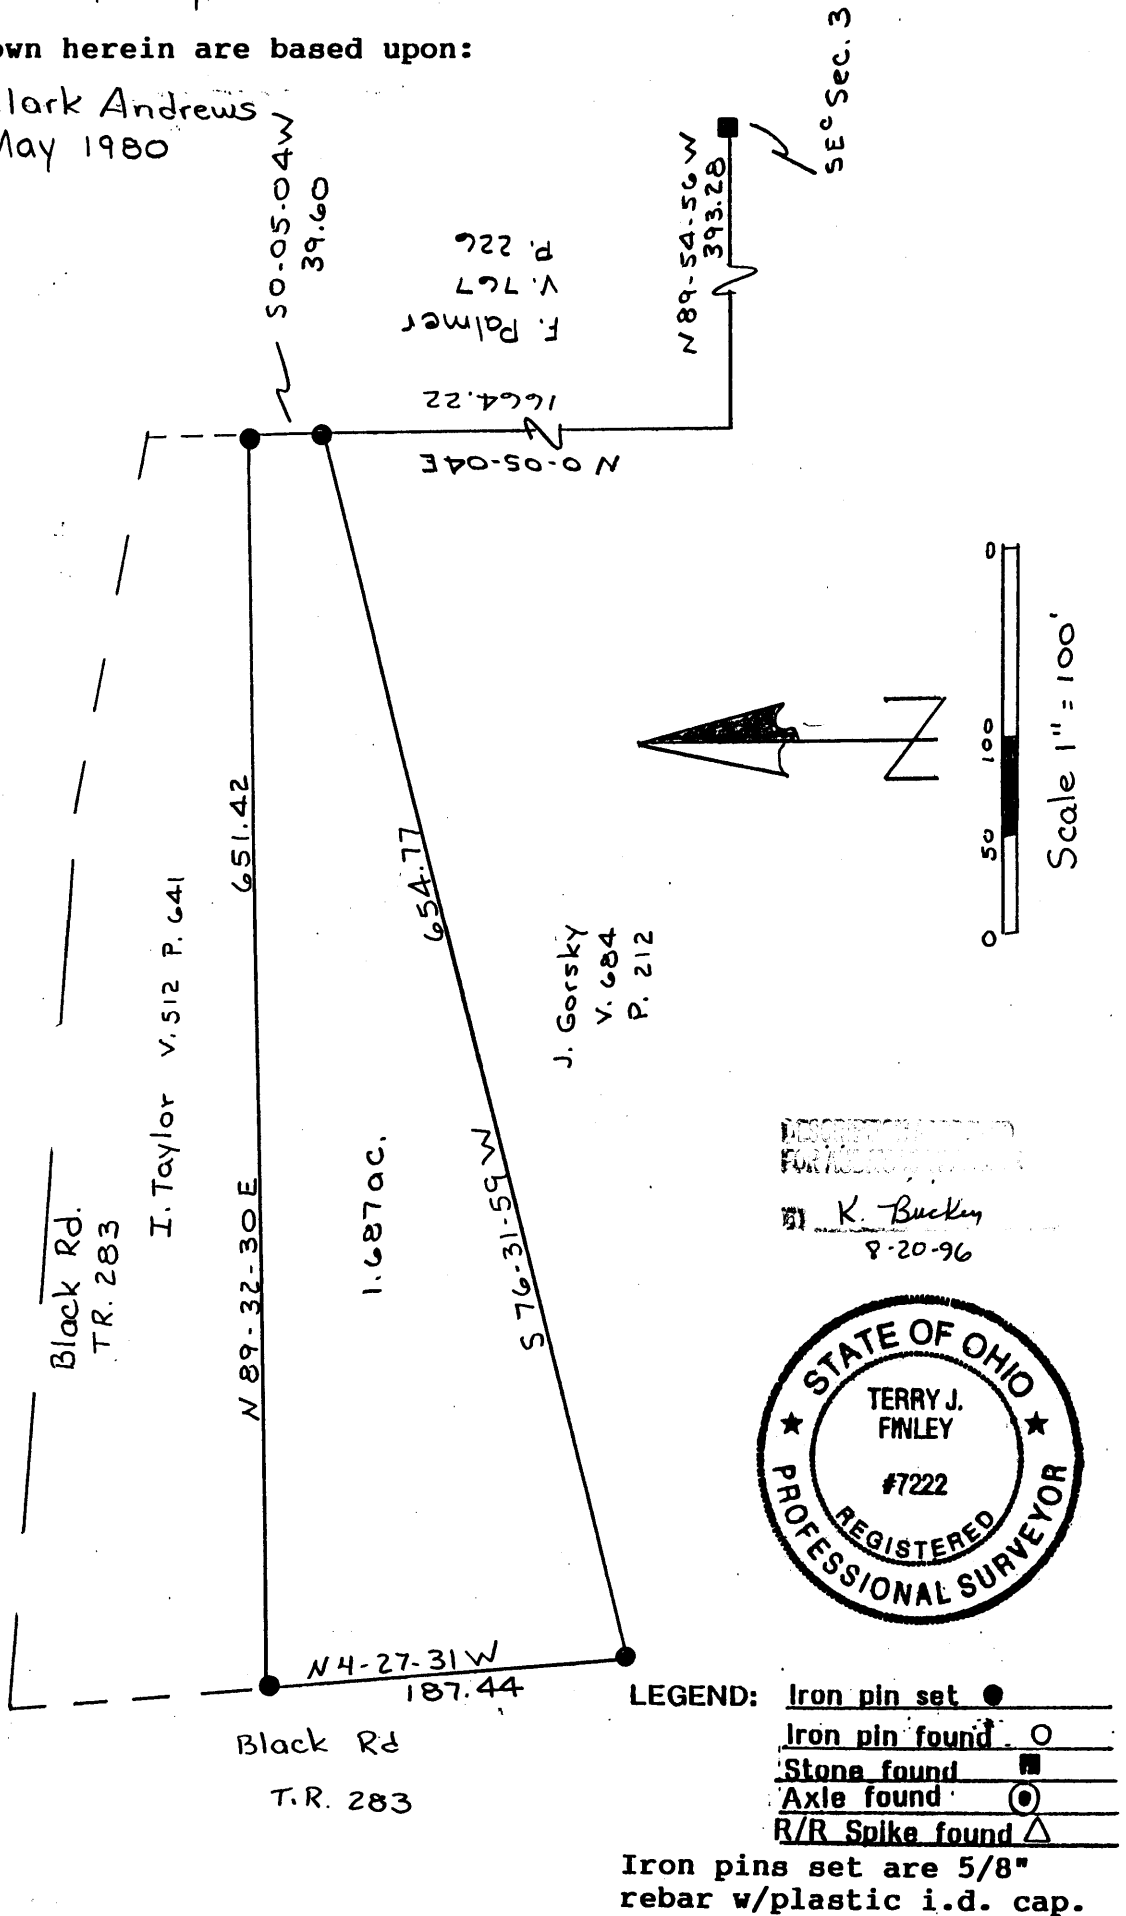 own herein are based upon:
lark Andrews
May 1980
S0-05-04W
39.60
F. Palmer
V. 767
P. 226
1664.22
N 0-05-04E
N89-54-56W
393.28
SEc Sec. 3
651.42
N 89-32-30E
654.77
S 76-31-59 W
1.687ac.
I. Taylor V. 512 P. 641
Black Rd.
TR. 283
J. Gorsky
V. 684
P. 212
N
0 50 100 0
Scale 1" = 100'
FOR
K. Buckey
8-20-96
STATE OF OHIO
TERRY J.
FINLEY
#7222
REGISTERED
PROFESSIONAL SURVEYOR
N4-27-31W
187.44
Black Rd
T.R. 283
LEGEND: Iron pin set
Iron pin found
Stone found
Axle found
R/R Spike found
Iron pins set are 5/8"
rebar w/plastic i.d. cap.